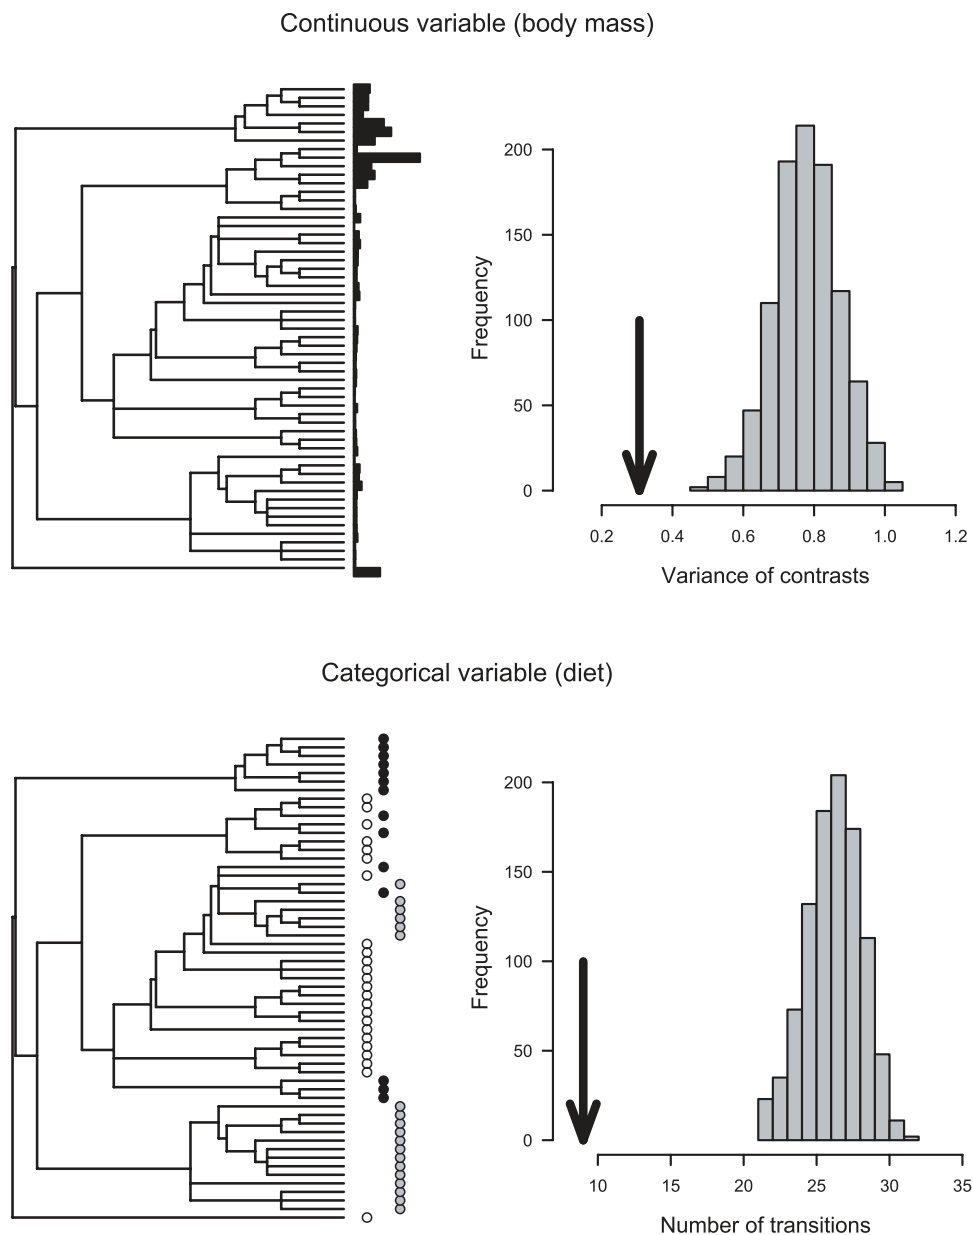 Continuous variable (body mass)
200
150
100
50
0
Frequency
0.2 0.4 0.6 0.8 1.0 1.2
Variance of contrasts
Categorical variable (diet)
200
150
100
50
0
Frequency
10 15 20 25 30 35
Number of transitions